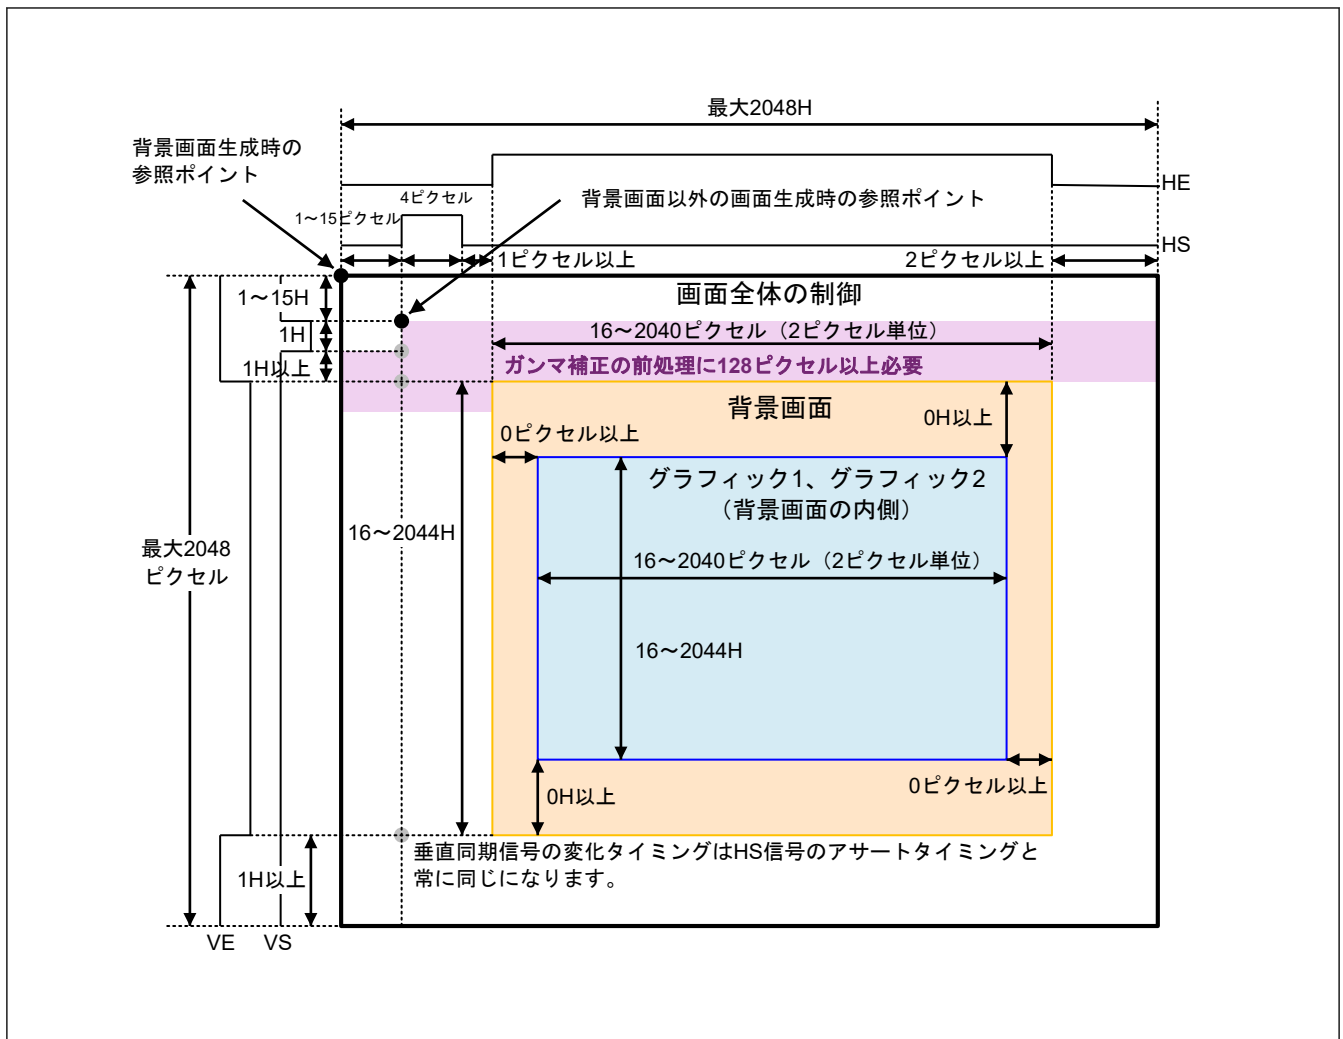 最大2048H
背景画面生成時の
参照ポイント
HE
4ピクセル
背景画面以外の画面生成時の参照ポイント
1～15ピクセル
HS
1ピクセル以上
2ピクセル以上
1～15H
画面全体の制御
1H
16～2040ピクセル（2ピクセル単位）
1H以上
ガンマ補正の前処理に128ピクセル以上必要
背景画面
0H以上
0ピクセル以上
グラフィック1、グラフィック2
（背景画面の内側）
16～2044H
最大2048
ピクセル
16～2040ピクセル（2ピクセル単位）
16～2044H
0ピクセル以上
0H以上
垂直同期信号の変化タイミングはHS信号のアサートタイミングと
常に同じになります。
1H以上
VE
VS